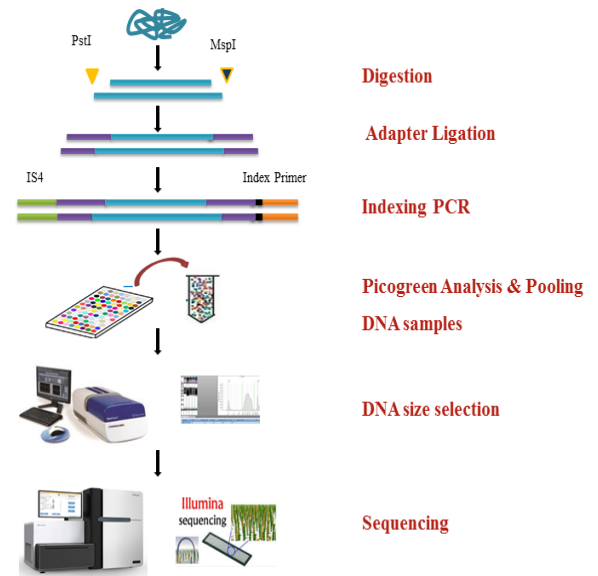 PstI
MspI
Digestion
Adapter Ligation
IS4
Index Primer
Indexing PCR
Picogreen Analysis & Pooling
DNA samples
DNA size selection
Illumina
sequencing
Sequencing